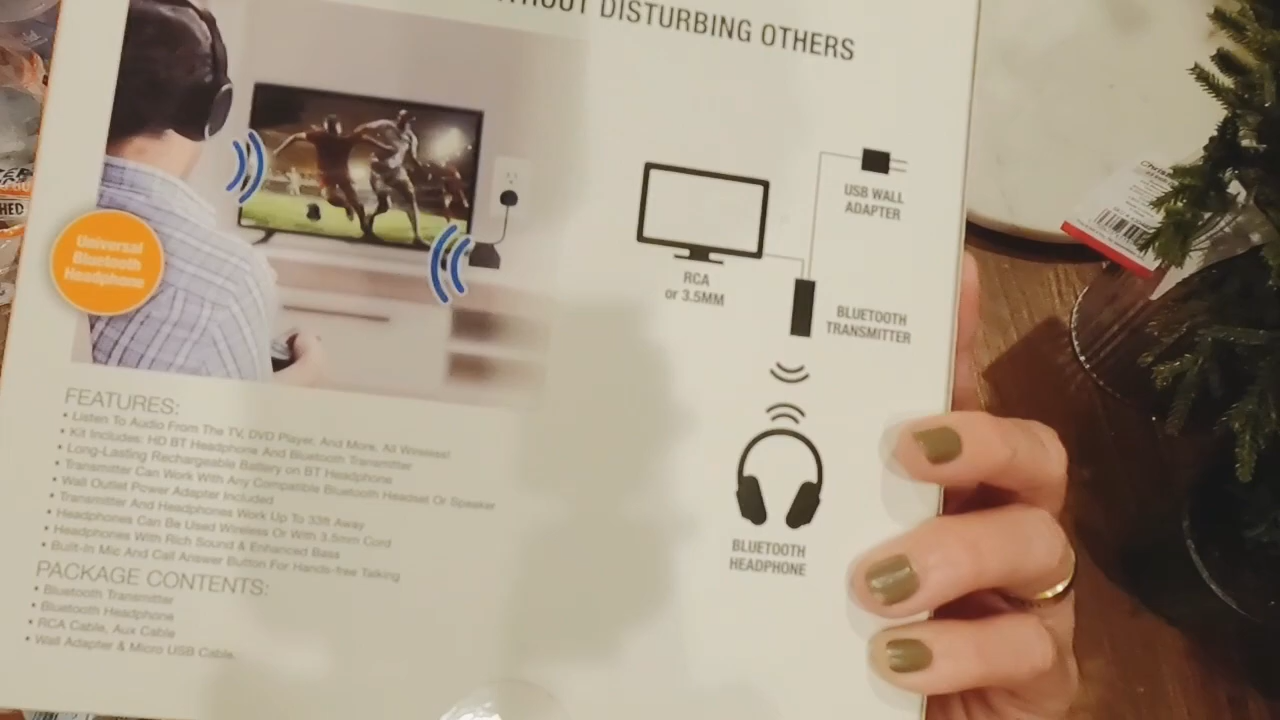 WITHOUT DISTURBING OTHERS
USB WALL
ADAPTER
RCA
or 3.5MM
BLUETOOTH
TRANSMITTER
BLUETOOTH
HEADPHONE
Universal
Bluetooth
Headphone
FEATURES:
• Listen To Audio From The TV, DVD Player, And More, All Wireless!
• Kit Includes: HD BT Headphone And Bluetooth Transmitter
• Long-Lasting Rechargeable Battery on BT Headphone
• Transmitter Can Work With Any Compatible Bluetooth Headset Or Speaker
• Wall Outlet Power Adapter Included
• Transmitter And Headphones Work Up To 33ft Away
• Headphones Can Be Used Wireless Or With 3.5mm Cord
• Headphones With Rich Sound & Enhanced Bass
• Built-In Mic And Call Answer Button For Hands-free Talking
PACKAGE CONTENTS:
• Bluetooth Transmitter
• Bluetooth Headphone
• RCA Cable, Aux Cable
• Wall Adapter & Micro USB Cable